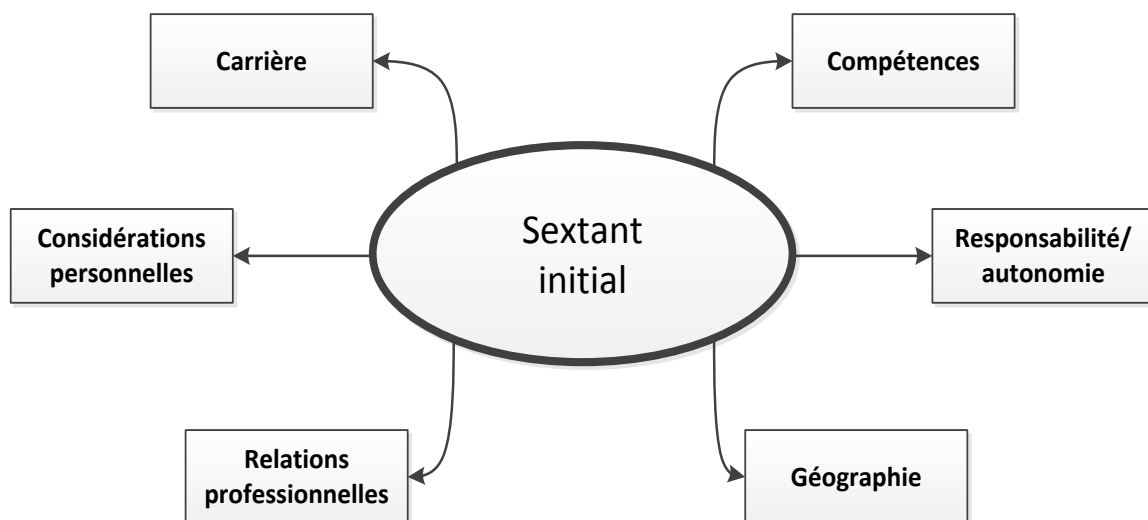 Carrière
Compétences
Sextant
initial
Considérations
personnelles
Responsabilité/
autonomie
Relations
professionnelles
Géographie